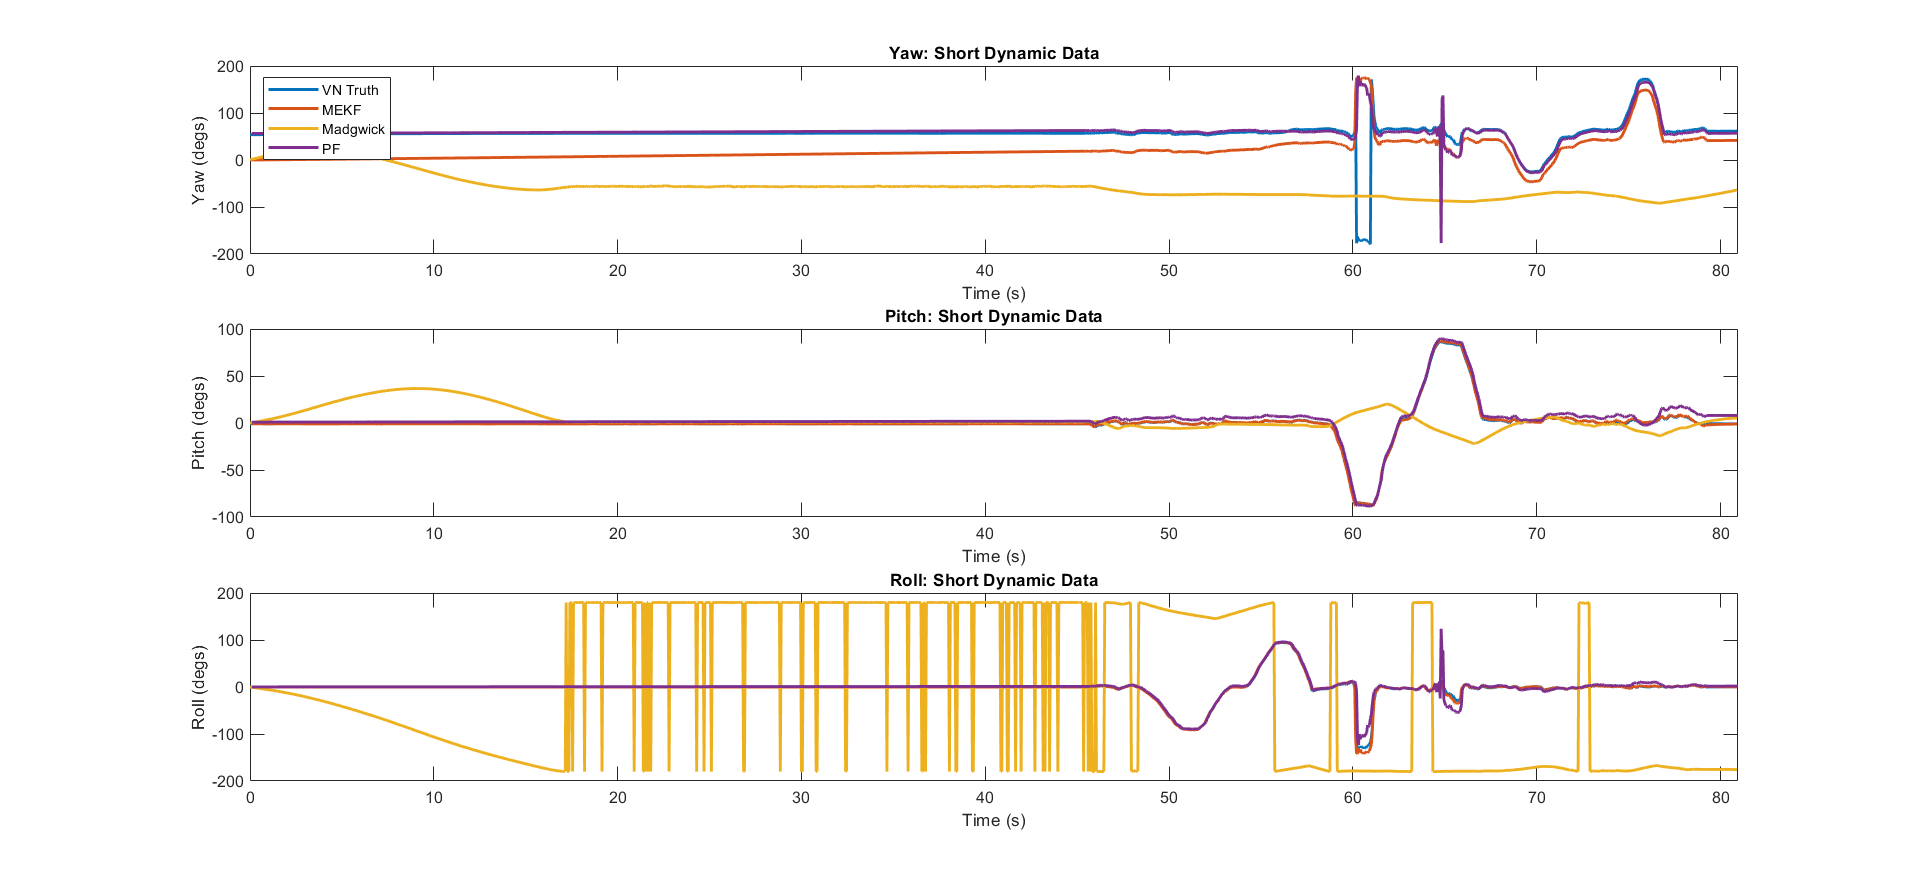 Yaw: Short Dynamic Data
200
100
0
-100
-200
Yaw (degs)
VN Truth
MEKF
Madgwick
PF
0 10 20 30 40 50 60 70 80
Time (s)
Pitch: Short Dynamic Data
100
50
0
-50
-100
Pitch (degs)
0 10 20 30 40 50 60 70 80
Time (s)
Roll: Short Dynamic Data
200
100
0
-100
-200
Roll (degs)
0 10 20 30 40 50 60 70 80
Time (s)